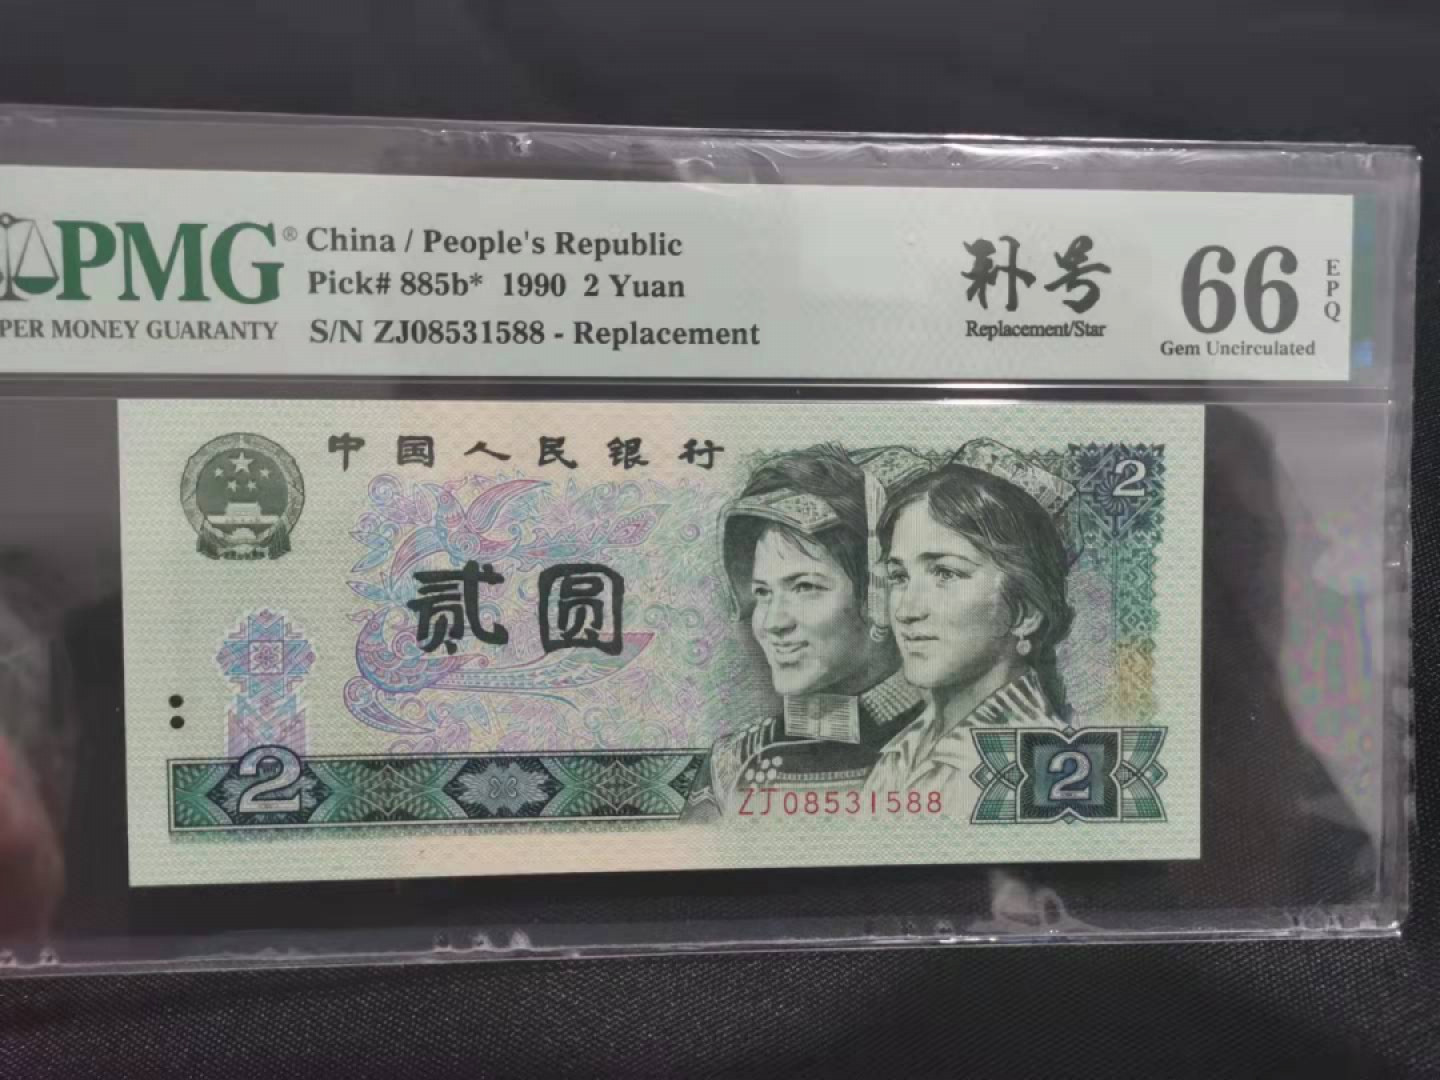 PMG®
PER MONEY GUARANTY
China / People's Republic
Pick# 885b* 1990 2 Yuan
S/N ZJ08531588 - Replacement
补号
Replacement/Star
66
EPQ
Gem Uncirculated
中国人民银行
2
贰圆
2
ZJ08531588
2